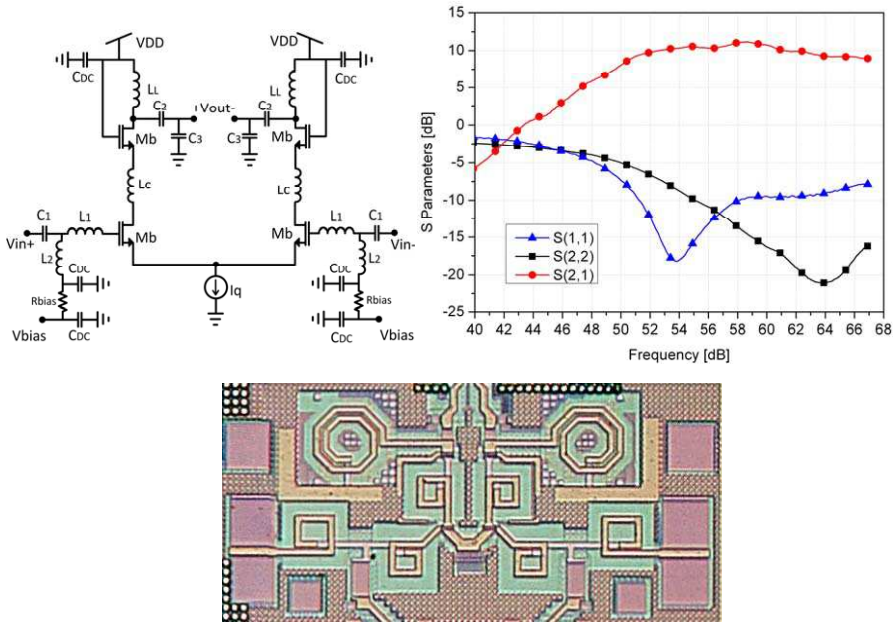 VDD
VDD
CDC
CDC
LL
LL
C2
+Vout-
C2
C3
C3
Mb
Mb
Lc
Lc
C1
L1
L1
C1
Vin+
Mb
Mb
Vin-
L2
L2
CDC
Iq
CDC
Rbias
Rbias
Vbias
CDC
CDC
Vbias
15
10
5
0
-5
-10
-15
-20
-25
S Parameters [dB]
S(1,1)
S(2,2)
S(2,1)
40 42 44 46 48 50 52 54 56 58 60 62 64 66 68
Frequency [dB]